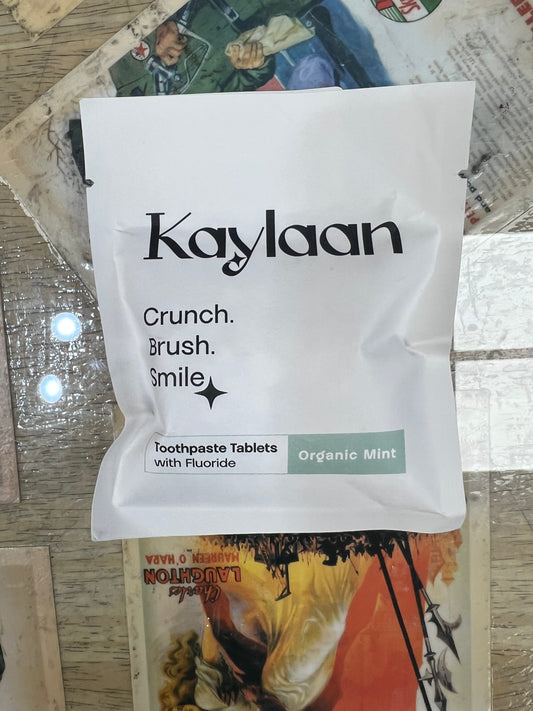 Kaylaan
Crunch.
Brush.
Smile
Toothpaste Tablets
with Fluoride
Organic Mint
Charles
LAUGHTON
MAUREEN O'HARA